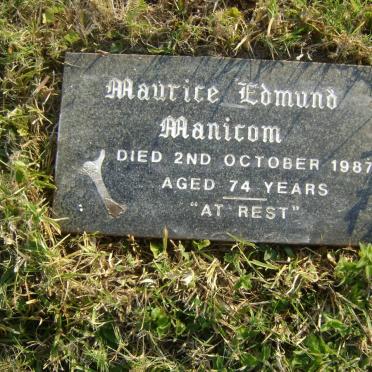 Maurice Edmund
Manicom
DIED 2ND OCTOBER 1987
AGED 74 YEARS
"AT REST"